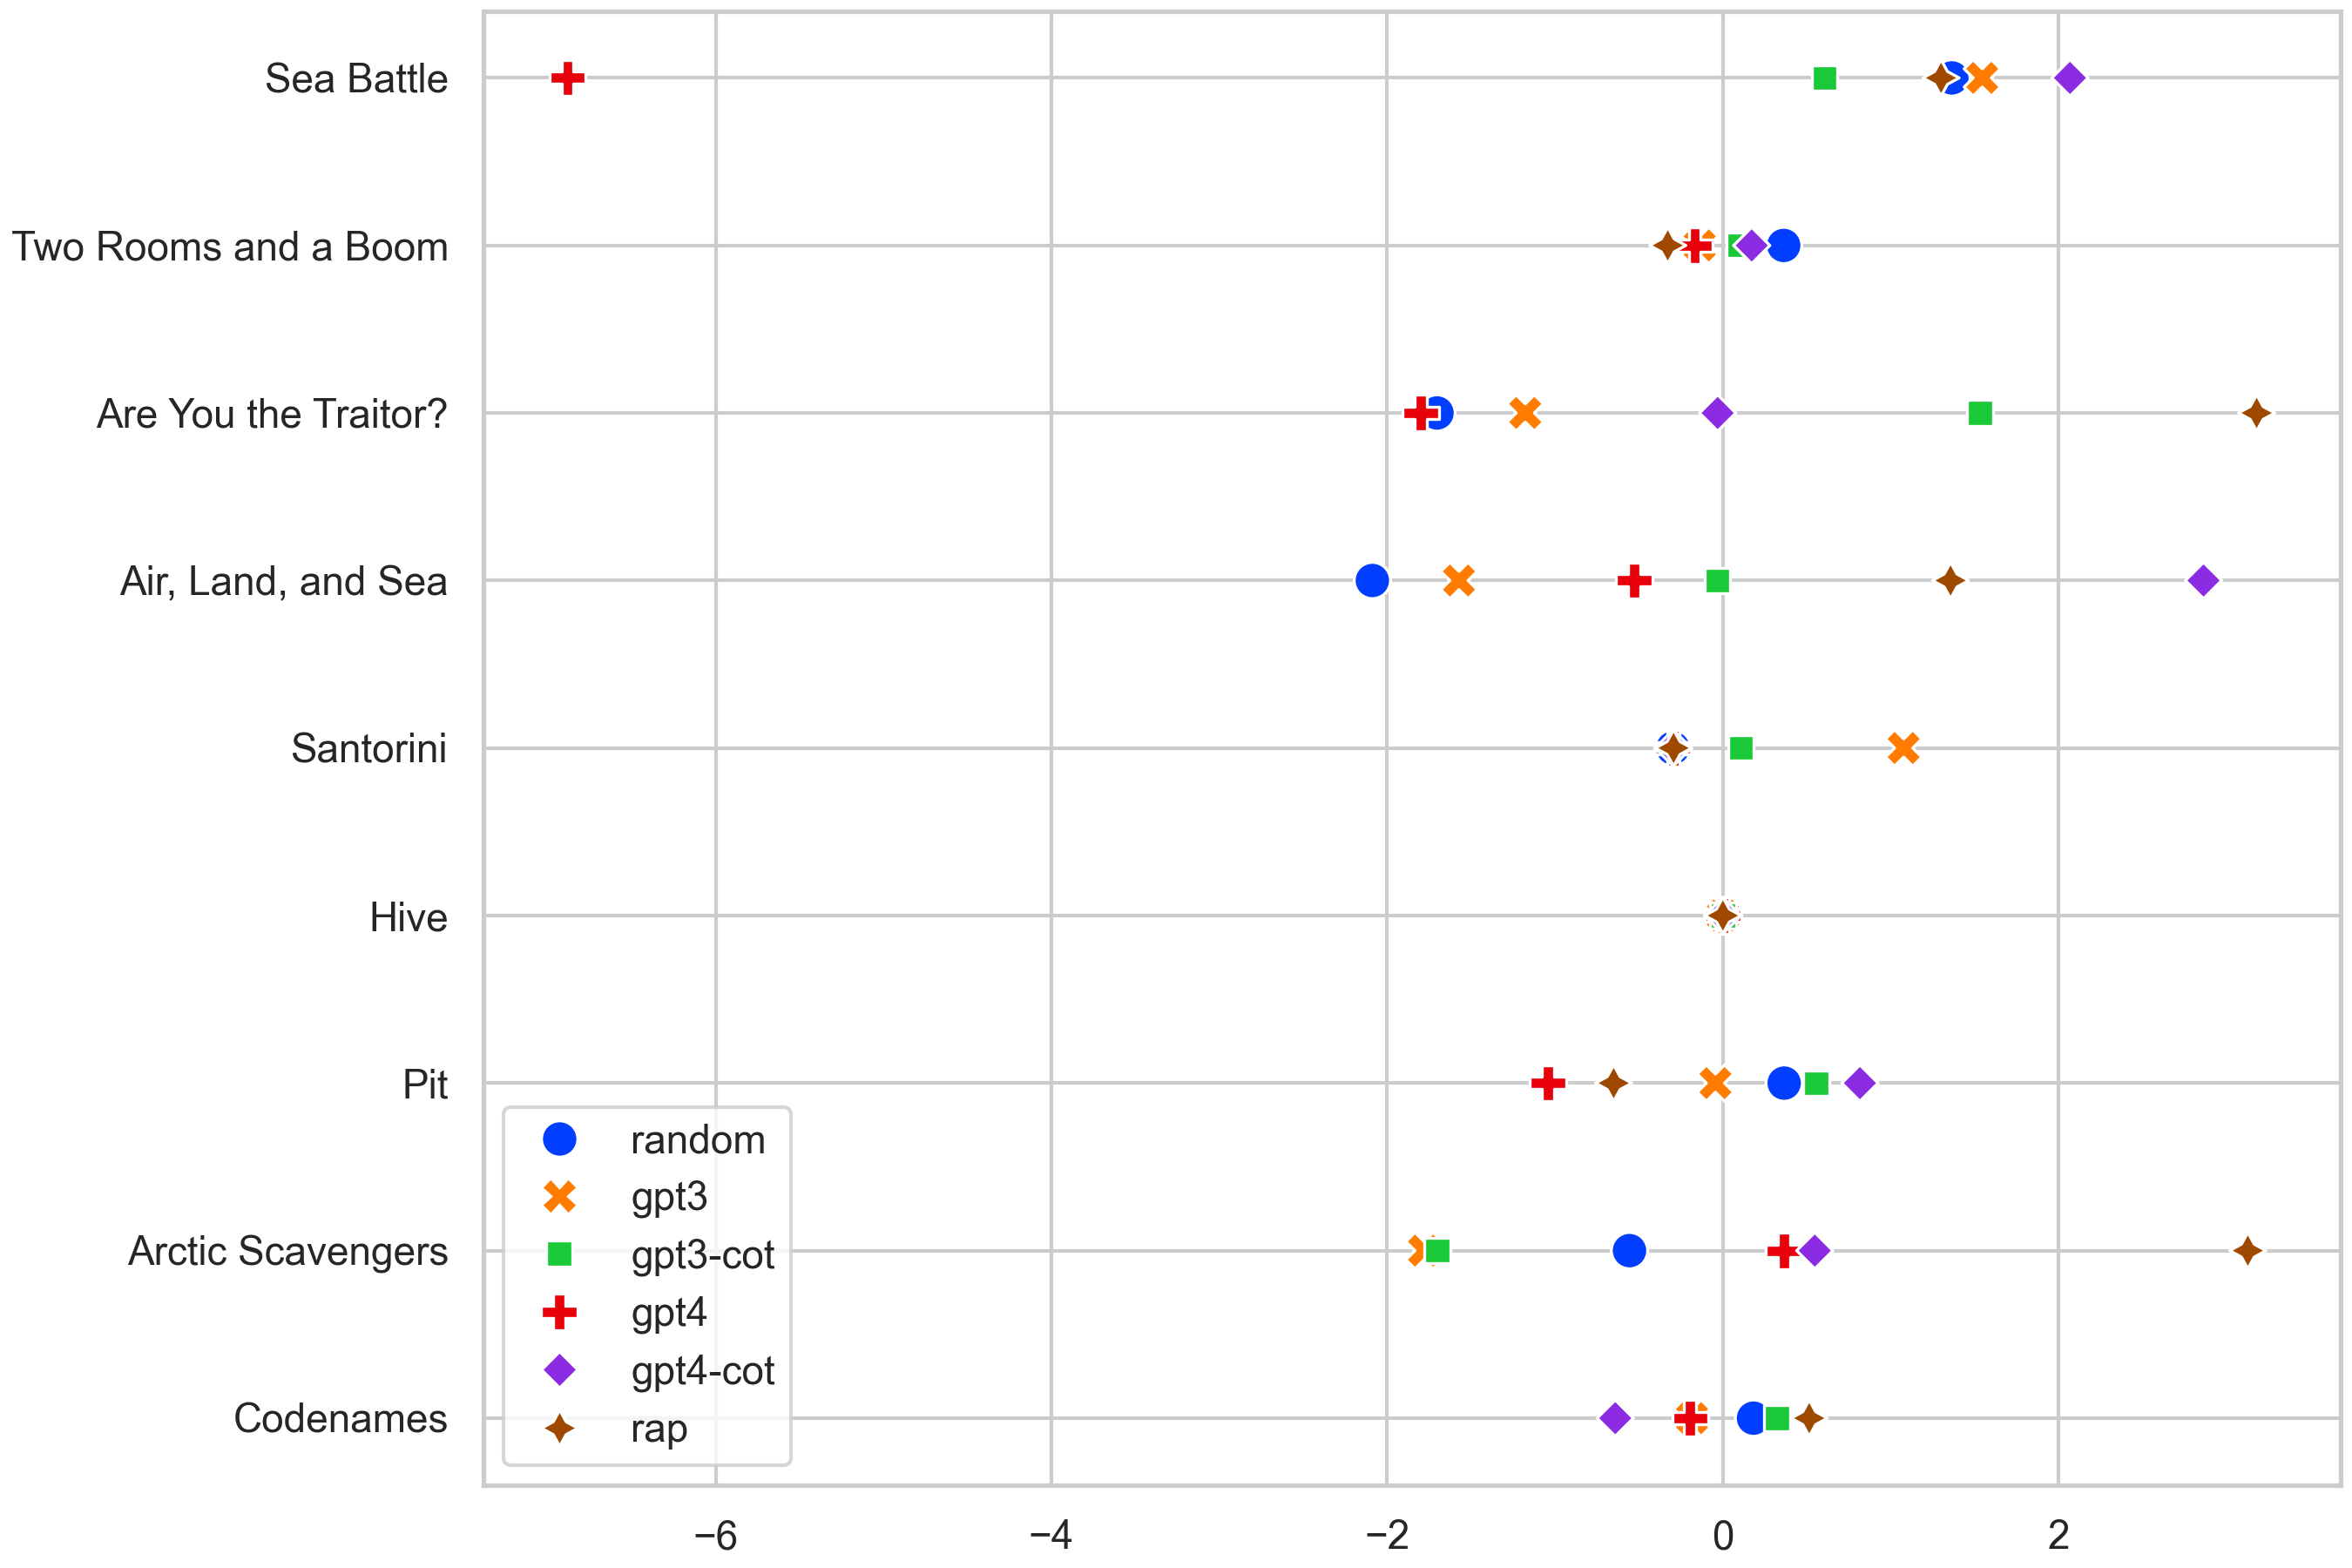 Sea Battle
Two Rooms and a Boom
Are You the Traitor?
Air, Land, and Sea
Santorini
Hive
Pit
Arctic Scavengers
Codenames
random
gpt3
gpt3-cot
gpt4
gpt4-cot
rap
−6 −4 −2 0 2